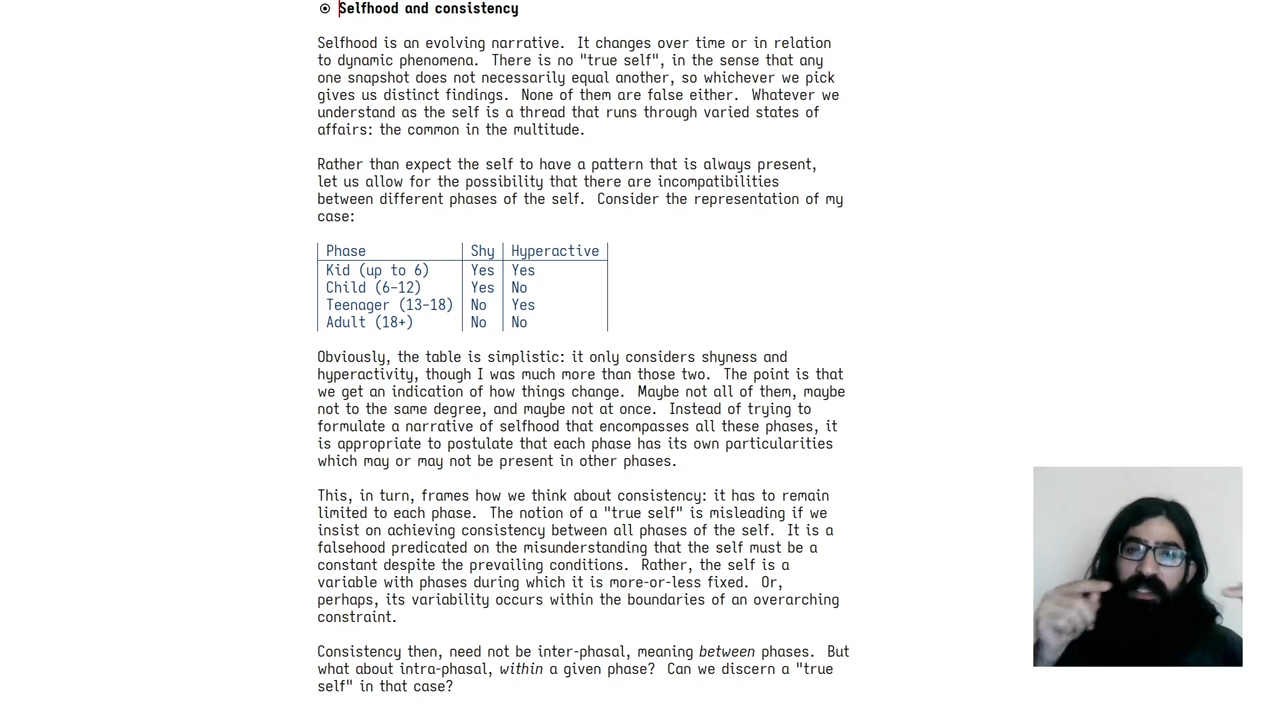 Selfhood and consistency
Selfhood is an evolving narrative.  It changes over time or in relation
to dynamic phenomena.  There is no "true self", in the sense that any
one snapshot does not necessarily equal another, so whichever we pick
gives us distinct findings.  None of them are false either.  Whatever we
understand as the self is a thread that runs through varied states of
affairs: the common in the multitude.
Rather than expect the self to have a pattern that is always present,
let us allow for the possibility that there are incompatibilities
between different phases of the self.  Consider the representation of my
case:
Phase Shy Hyperactive
Kid (up to 6) Yes Yes
Child (6-12) Yes No
Teenager (13-18) No Yes
Adult (18+) No No
Obviously, the table is simplistic: it only considers shyness and
hyperactivity, though I was much more than those two.  The point is that
we get an indication of how things change.  Maybe not all of them, maybe
not to the same degree, and maybe not at once.  Instead of trying to
formulate a narrative of selfhood that encompasses all these phases, it
is appropriate to postulate that each phase has its own particularities
which may or may not be present in other phases.
This, in turn, frames how we think about consistency: it has to remain
limited to each phase.  The notion of a "true self" is misleading if we
insist on achieving consistency between all phases of the self.  It is a
falsehood predicated on the misunderstanding that the self must be a
constant despite the prevailing conditions.  Rather, the self is a
variable with phases during which it is more-or-less fixed.  Or,
perhaps, its variability occurs within the boundaries of an overarching
constraint.
Consistency then, need not be inter-phasal, meaning between phases.  But
what about intra-phasal, within a given phase?  Can we discern a "true
self" in that case?